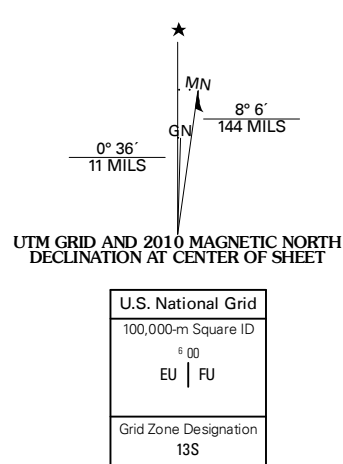 ★
MN
8° 6´
144 MILS
GN
0° 36´
11 MILS
UTM GRID AND 2010 MAGNETIC NORTH
DECLINATION AT CENTER OF SHEET
U.S. National Grid
100,000-m Square ID
6 00
EU | FU
Grid Zone Designation
13S